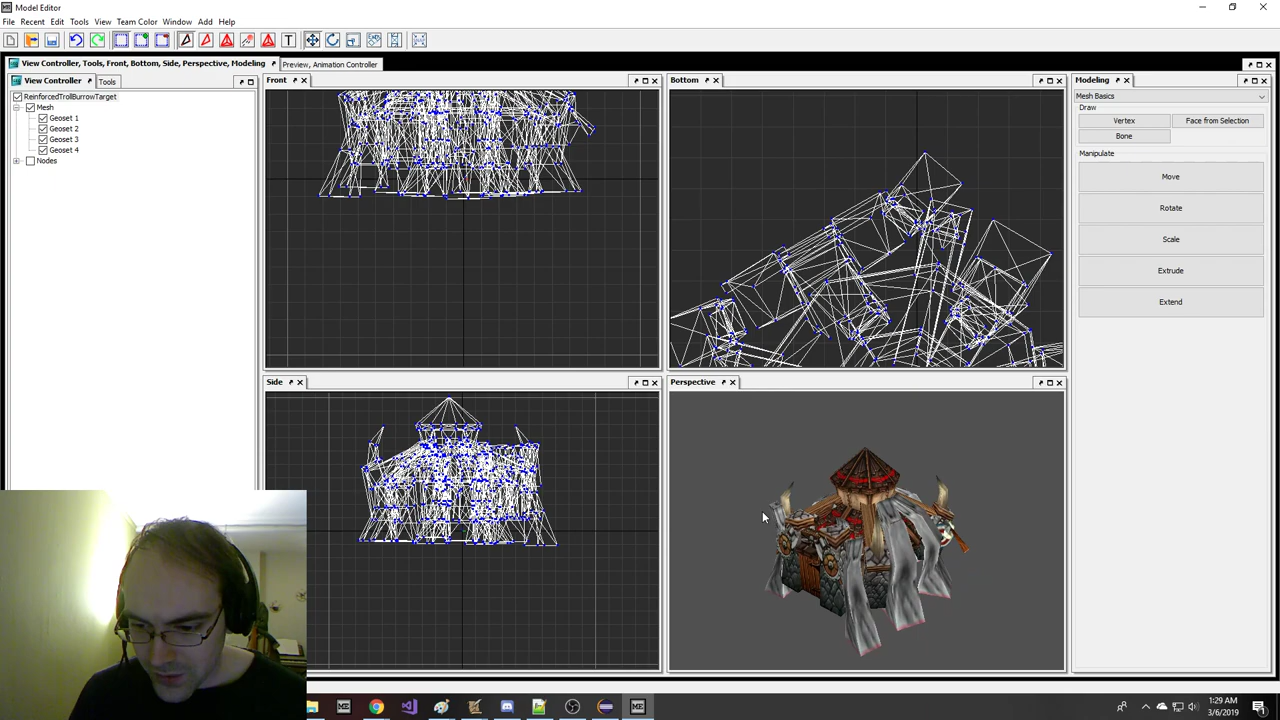 Model Editor
File Recent Edit Tools View Team Color Window Add Help
View Controller, Tools, Front, Bottom, Side, Perspective, Modeling
Preview, Animation Controller
View Controller
Tools
ReinforcedTrollBurrowTarget
Mesh
Geoset 1
Geoset 2
Geoset 3
Geoset 4
Nodes
Front
Bottom
Side
Perspective
Modeling
Mesh Basics
Draw
Vertex
Face from Selection
Bone
Manipulate
Move
Rotate
Scale
Extrude
Extend
1:29 AM
3/6/2019